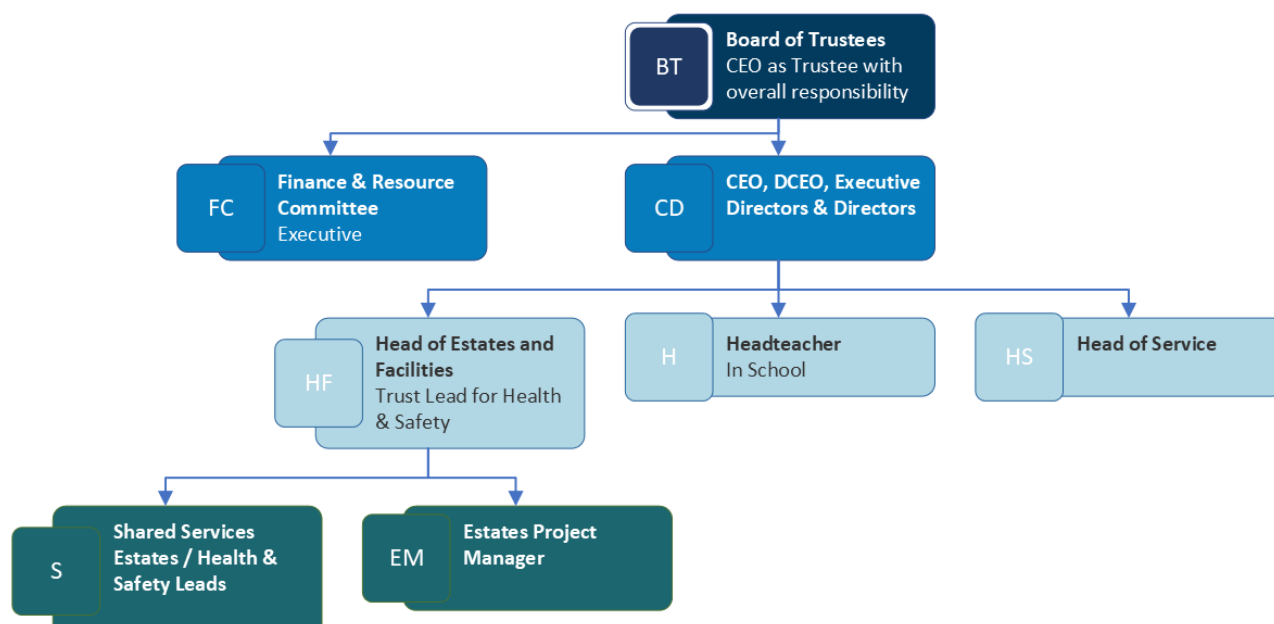 BT
Board of Trustees
CEO as Trustee with
overall responsibility
FC
Finance & Resource
Committee
Executive
CD
CEO, DCEO, Executive
Directors & Directors
HF
Head of Estates and
Facilities
Trust Lead for Health
& Safety
H
Headteacher
In School
HS
Head of Service
S
Shared Services
Estates / Health &
Safety Leads
EM
Estates Project
Manager